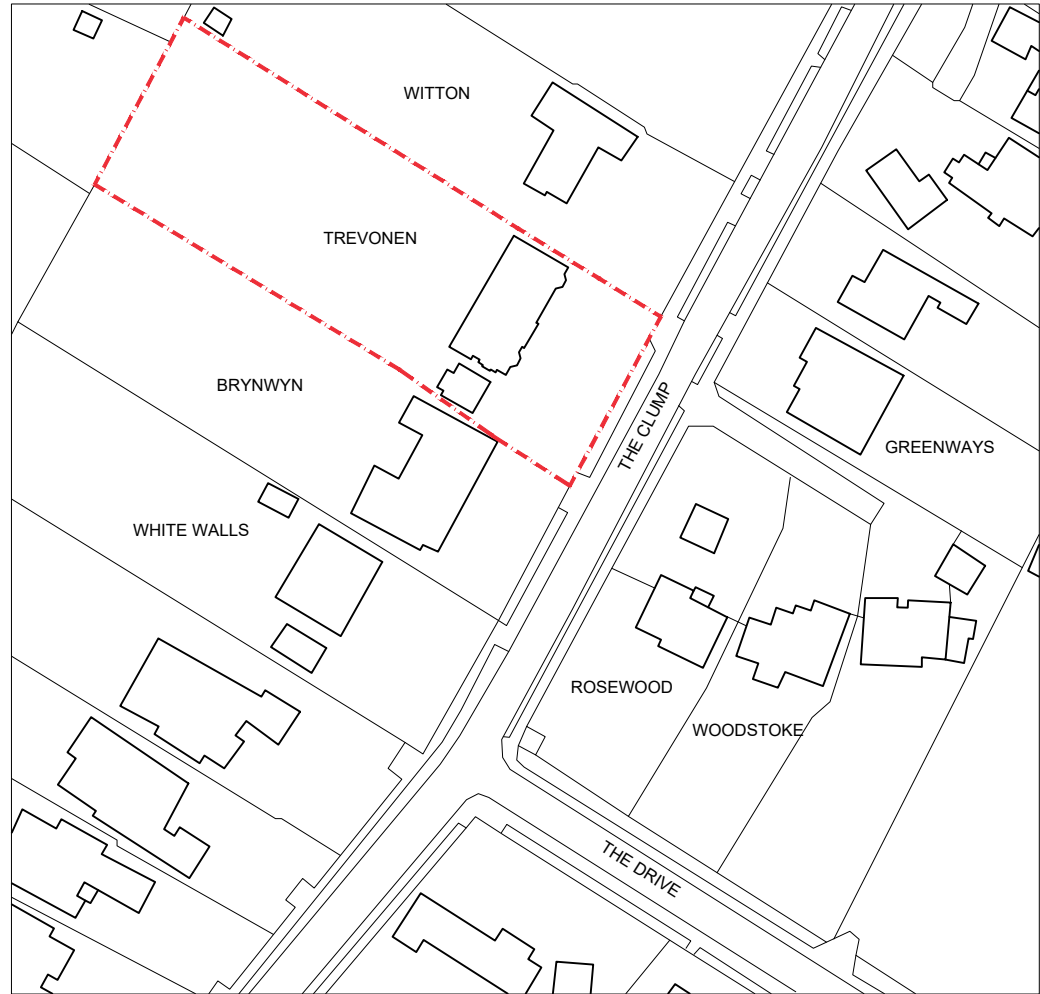 WITTON
TREVONEN
BRYNWYN
THE CLUMP
GREENWAYS
WHITE WALLS
ROSEWOOD
WOODSTOKE
THE DRIVE